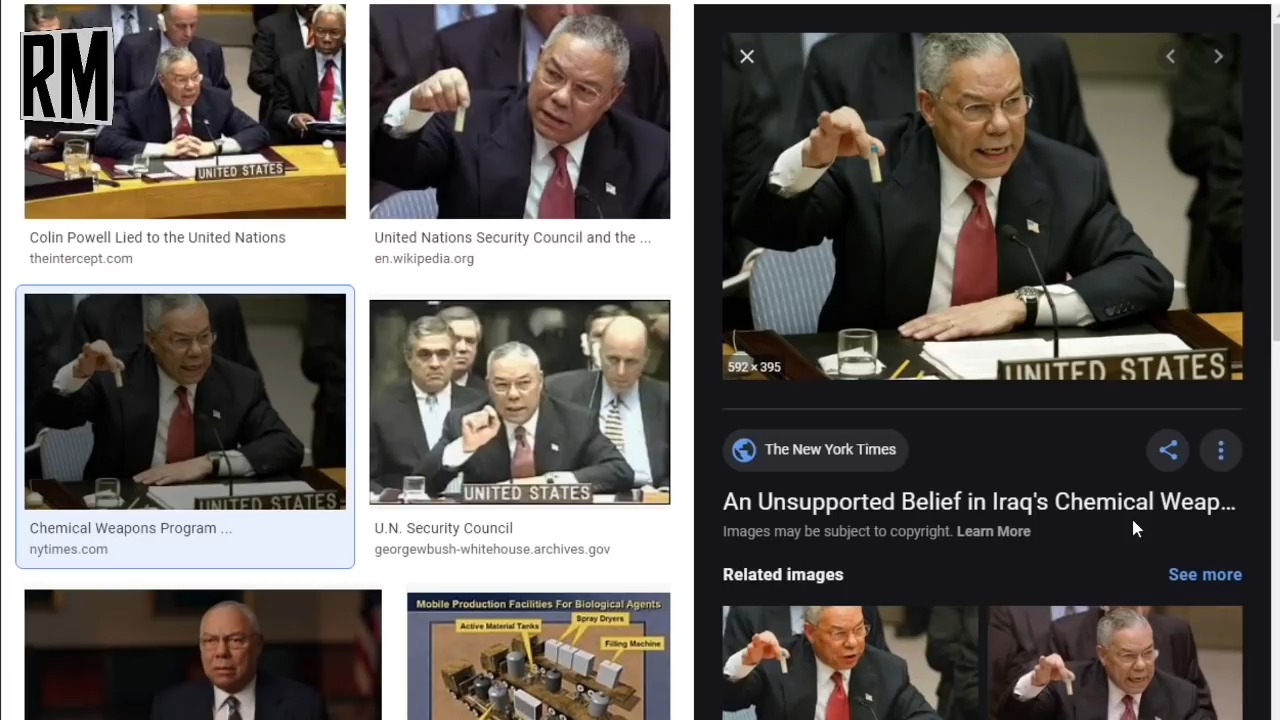 RM
UNITED STATES
Colin Powell Lied to the United Nations
theintercept.com
United Nations Security Council and the ...
en.wikipedia.org
Chemical Weapons Program ...
nytimes.com
UNITED STATES
UNITED STATES
U.N. Security Council
georgewbush-whitehouse.archives.gov
Mobile Production Facilities For Biological Agents
Active Material Tanks
Spray Dryers
Filling Machine
592 × 395
UNITED STATES
The New York Times
An Unsupported Belief in Iraq's Chemical Weap...
Images may be subject to copyright. Learn More
Related images
See more